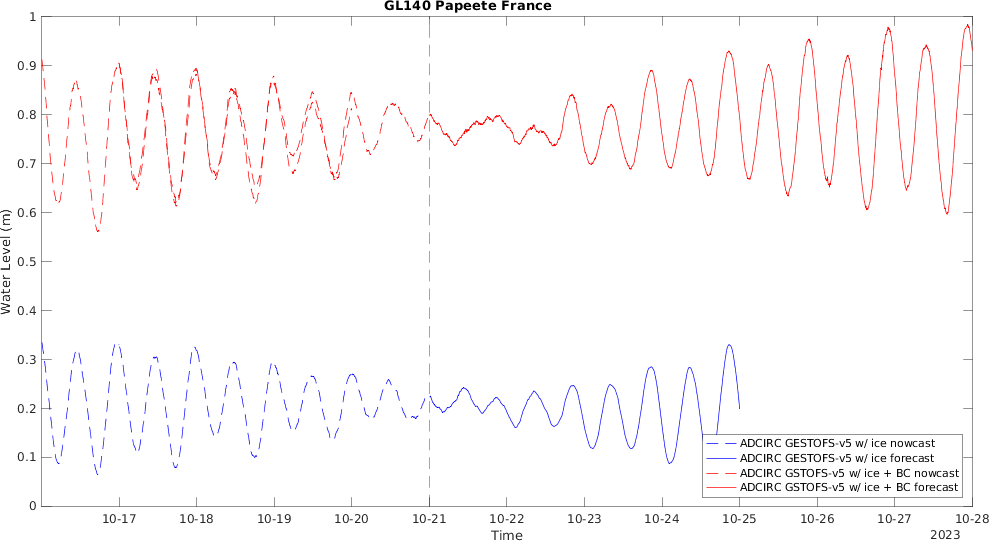 GL140 Papeete France
1
0.9
0.8
0.7
0.6
0.5
0.4
0.3
0.2
0.1
0
Water Level (m)
ADCIRC GESTOFS-v5 w/ ice nowcast
ADCIRC GESTOFS-v5 w/ ice forecast
ADCIRC GSTOFS-v5 w/ ice + BC nowcast
ADCIRC GSTOFS-v5 w/ ice + BC forecast
10-17 10-18 10-19 10-20 10-21 10-22 10-23 10-24 10-25 10-26 10-27 10-28
Time
2023